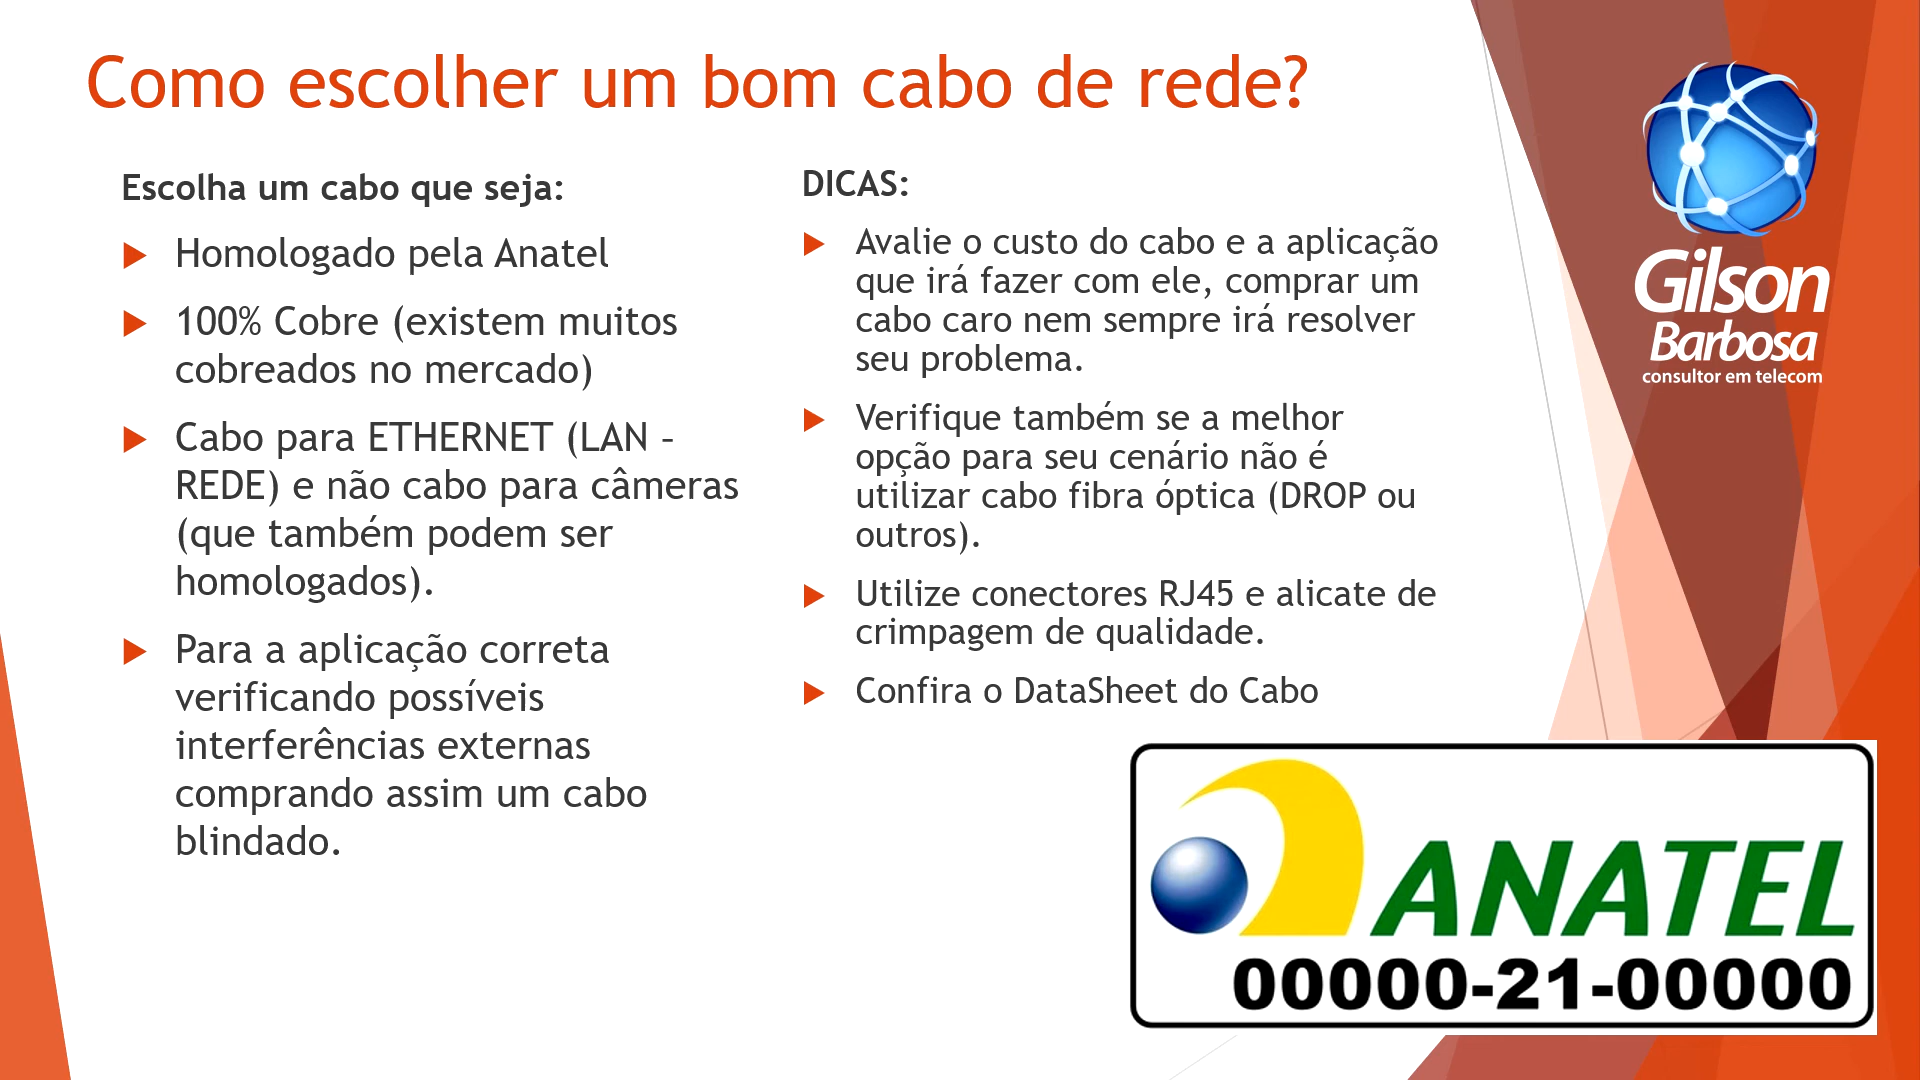 Como escolher um bom cabo de rede?
Escolha um cabo que seja:
Homologado pela Anatel
100% Cobre (existem muitos
cobreados no mercado)
Cabo para ETHERNET (LAN –
REDE) e não cabo para câmeras
(que também podem ser
homologados).
Para a aplicação correta
verificando possíveis
interferências externas
comprando assim um cabo
blindado.
DICAS:
Avalie o custo do cabo e a aplicação
que irá fazer com ele, comprar um
cabo caro nem sempre irá resolver
seu problema.
Verifique também se a melhor
opção para seu cenário não é
utilizar cabo fibra óptica (DROP ou
outros).
Utilize conectores RJ45 e alicate de
crimpagem de qualidade.
Confira o DataSheet do Cabo
Gilson
Barbosa
consultor em telecom
ANATEL
00000-21-00000